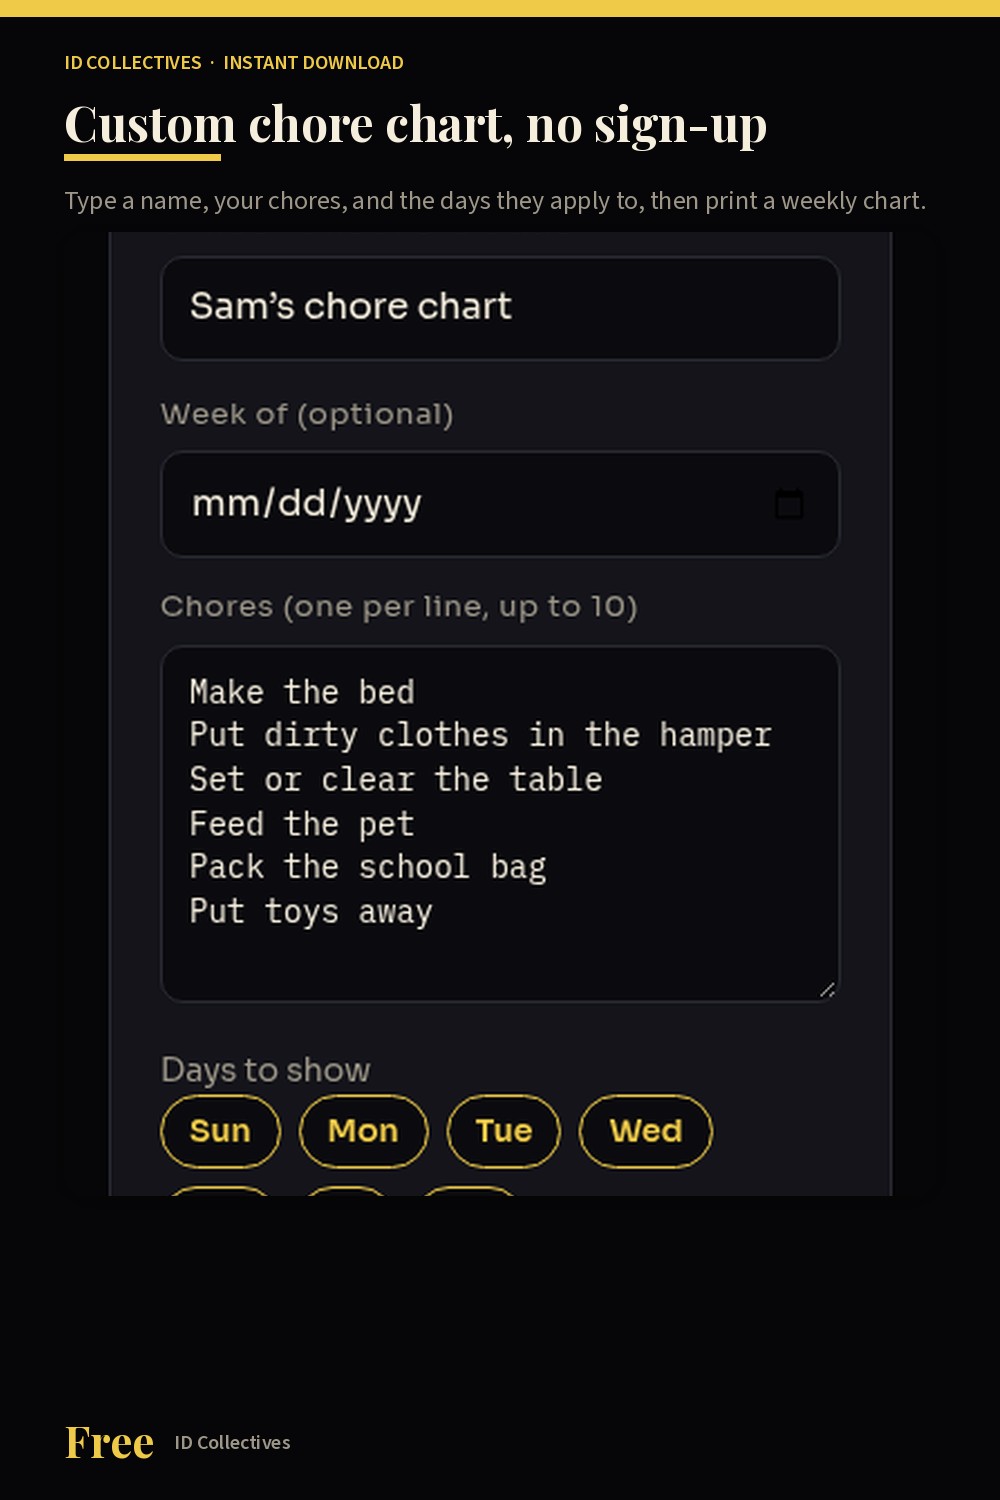 ID COLLECTIVES · INSTANT DOWNLOAD
Custom chore chart, no sign-up
Type a name, your chores, and the days they apply to, then print a weekly chart.
Sam’s chore chart
Week of (optional)
mm/dd/yyyy
Chores (one per line, up to 10)
Make the bed
Put dirty clothes in the hamper
Set or clear the table
Feed the pet
Pack the school bag
Put toys away
Days to show
Sun Mon Tue Wed
Free ID Collectives